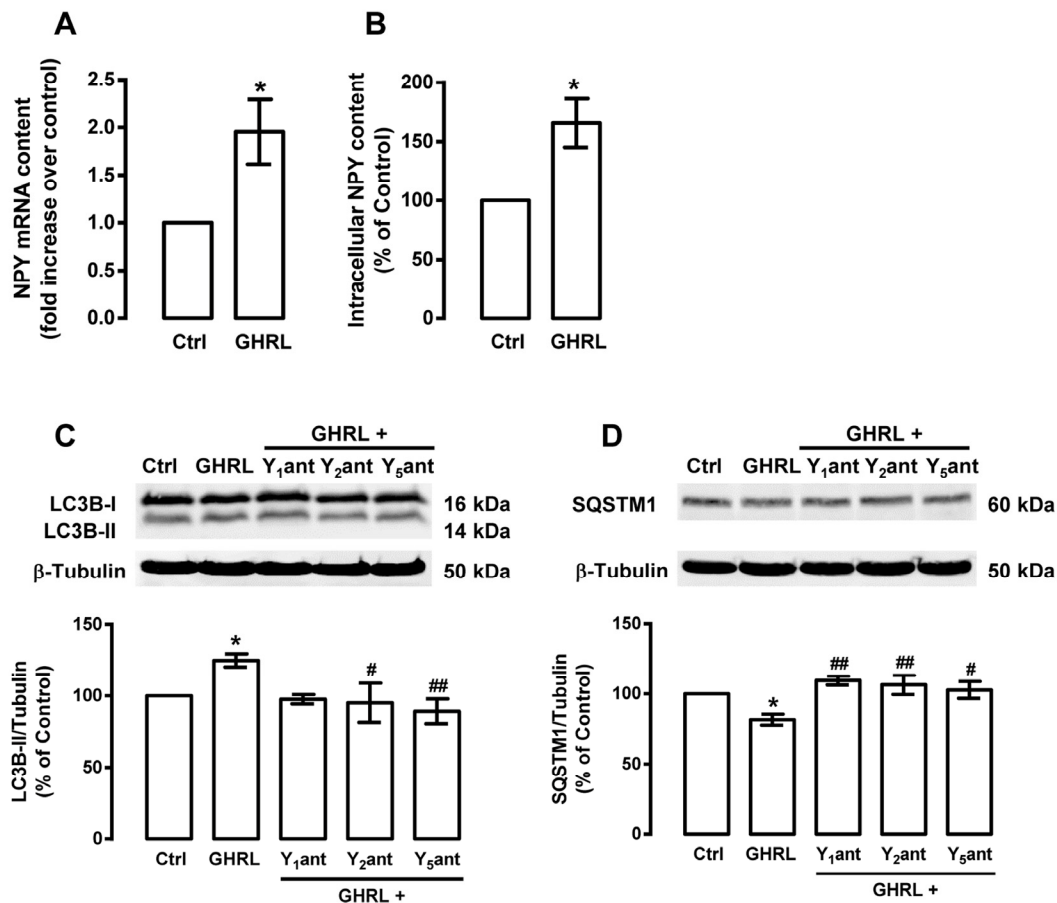 A
NPY mRNA content
(fold increase over control)
2.5
2.0
1.5
1.0
0.5
0.0
*
Ctrl GHRL
B
Intracellular NPY content
(% of Control)
200
150
100
50
0
*
Ctrl GHRL
C
GHRL +
Ctrl GHRL Y₁ant Y₂ant Y₅ant
LC3B-I 16 kDa
LC3B-II 14 kDa
β-Tubulin 50 kDa
LC3B-II/Tubulin
(% of Control)
150
100
50
0
* # ##
Ctrl GHRL Y₁ant Y₂ant Y₅ant
GHRL +
D
GHRL +
Ctrl GHRL Y₁ant Y₂ant Y₅ant
SQSTM1 60 kDa
β-Tubulin 50 kDa
SQSTM1/Tubulin
(% of Control)
150
100
50
0
* ## ## #
Ctrl GHRL Y₁ant Y₂ant Y₅ant
GHRL +